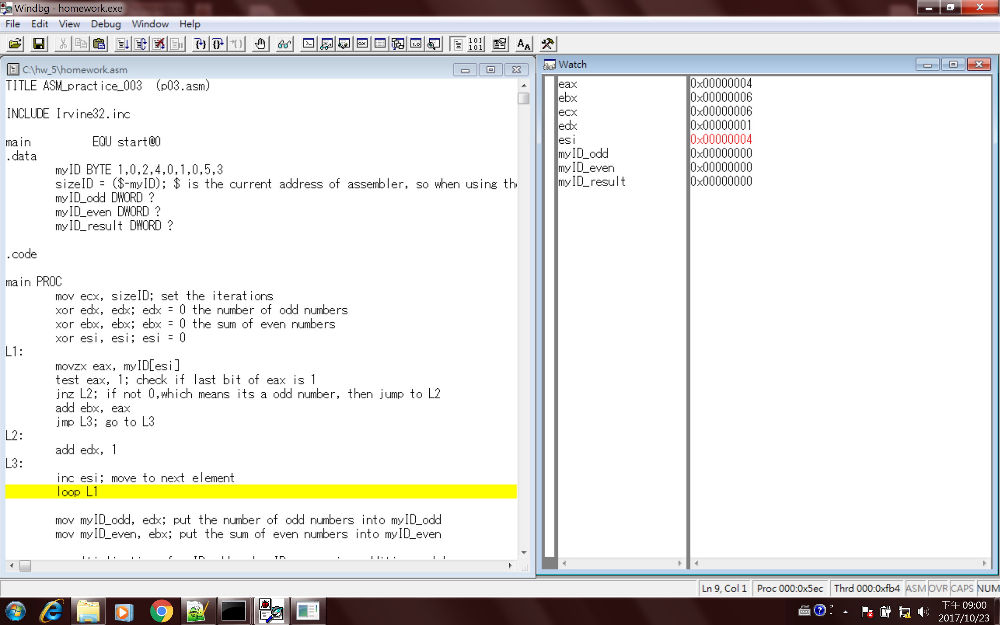 Windbg - homework.exe
File Edit View Debug Window Help
C:\hw_5\homework.asm
TITLE ASM_practice_003 (p03.asm)
INCLUDE Irvine32.inc
main EQU start@0
.data
myID BYTE 1,0,2,4,0,1,0,5,3
sizeID = ($-myID); $ is the current address of assembler, so when using
myID_odd DWORD ?
myID_even DWORD ?
myID_result DWORD ?
.code
main PROC
mov ecx, sizeID; set the iterations
xor edx, edx; edx = 0 the number of odd numbers
xor ebx, ebx; ebx = 0 the sum of even numbers
xor esi, esi; esi = 0
L1:
movzx eax, myID[esi]
test eax, 1; check if last bit of eax is 1
jnz L2; if not 0,which means its a odd number, then jump to L2
add ebx, eax
jmp L3; go to L3
L2:
add edx, 1
L3:
inc esi; move to next element
loop L1
mov myID_odd, edx; put the number of odd numbers into myID_odd
mov myID_even, ebx; put the sum of even numbers into myID_even
Watch
eax 0x00000004
ebx 0x00000006
ecx 0x00000006
edx 0x00000001
esi 0x00000004
myID_odd 0x00000000
myID_even 0x00000000
myID_result 0x00000000
Ln 9, Col 1 Proc 000:0x5ec Thrd 000:0xfb4 ASM OVR CAPS NUM
下午 09:00
2017/10/23